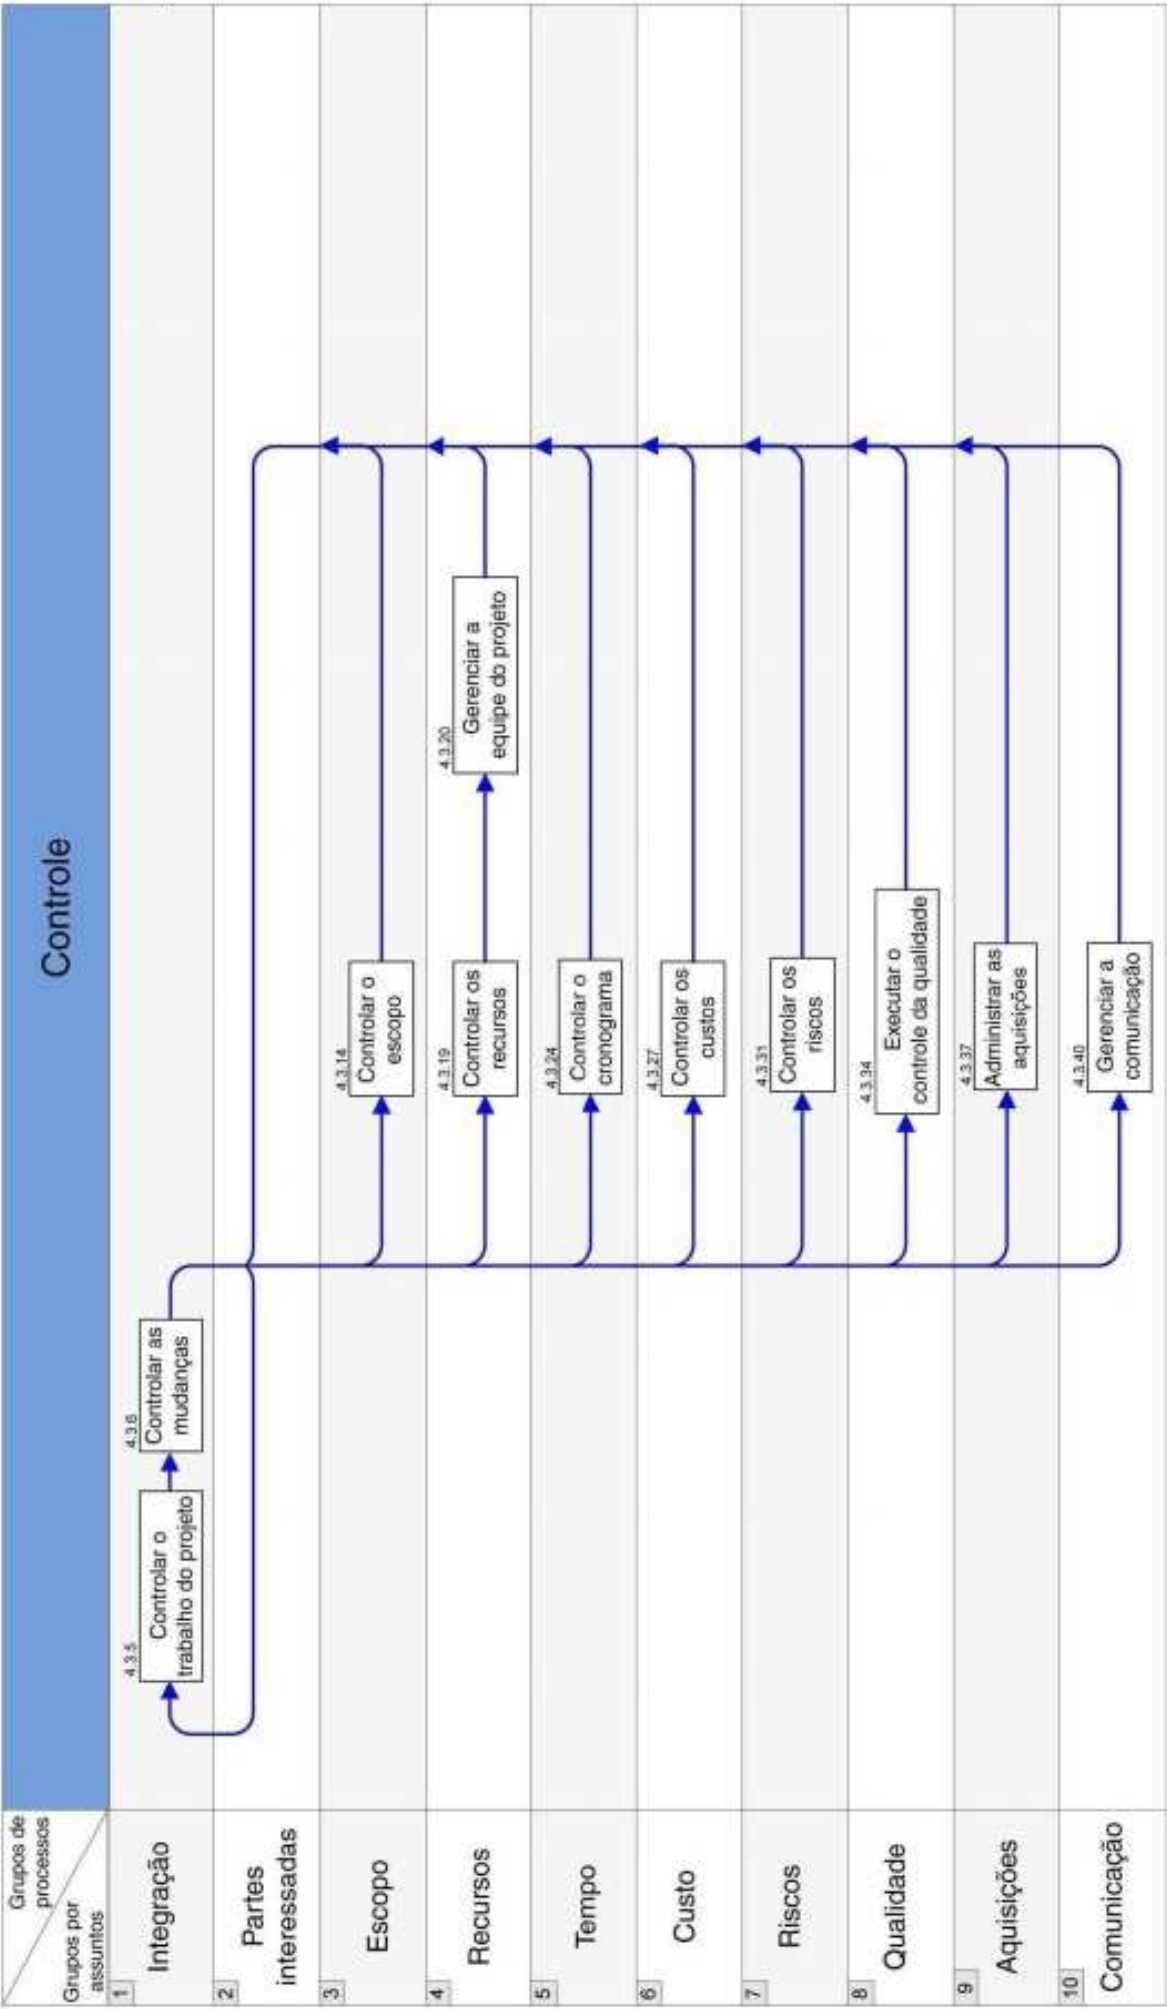 Grupos de
processos
Grupos por
assuntos
Controle
1
Integração
4.3.5
Controlar o
trabalho do projeto
4.3.6
Controlar as
mudanças
2
Partes
interessadas
3
Escopo
4.3.14
Controlar o
escopo
4
Recursos
4.3.19
Controlar os
recursos
4.3.20
Gerenciar a
equipe do projeto
5
Tempo
4.3.24
Controlar o
cronograma
6
Custo
4.3.27
Controlar os
custos
7
Riscos
4.3.31
Controlar os
riscos
8
Qualidade
4.3.34
Executar o
controle da qualidade
9
Aquisições
4.3.37
Administrar as
aquisições
10
Comunicação
4.3.40
Gerenciar a
comunicação